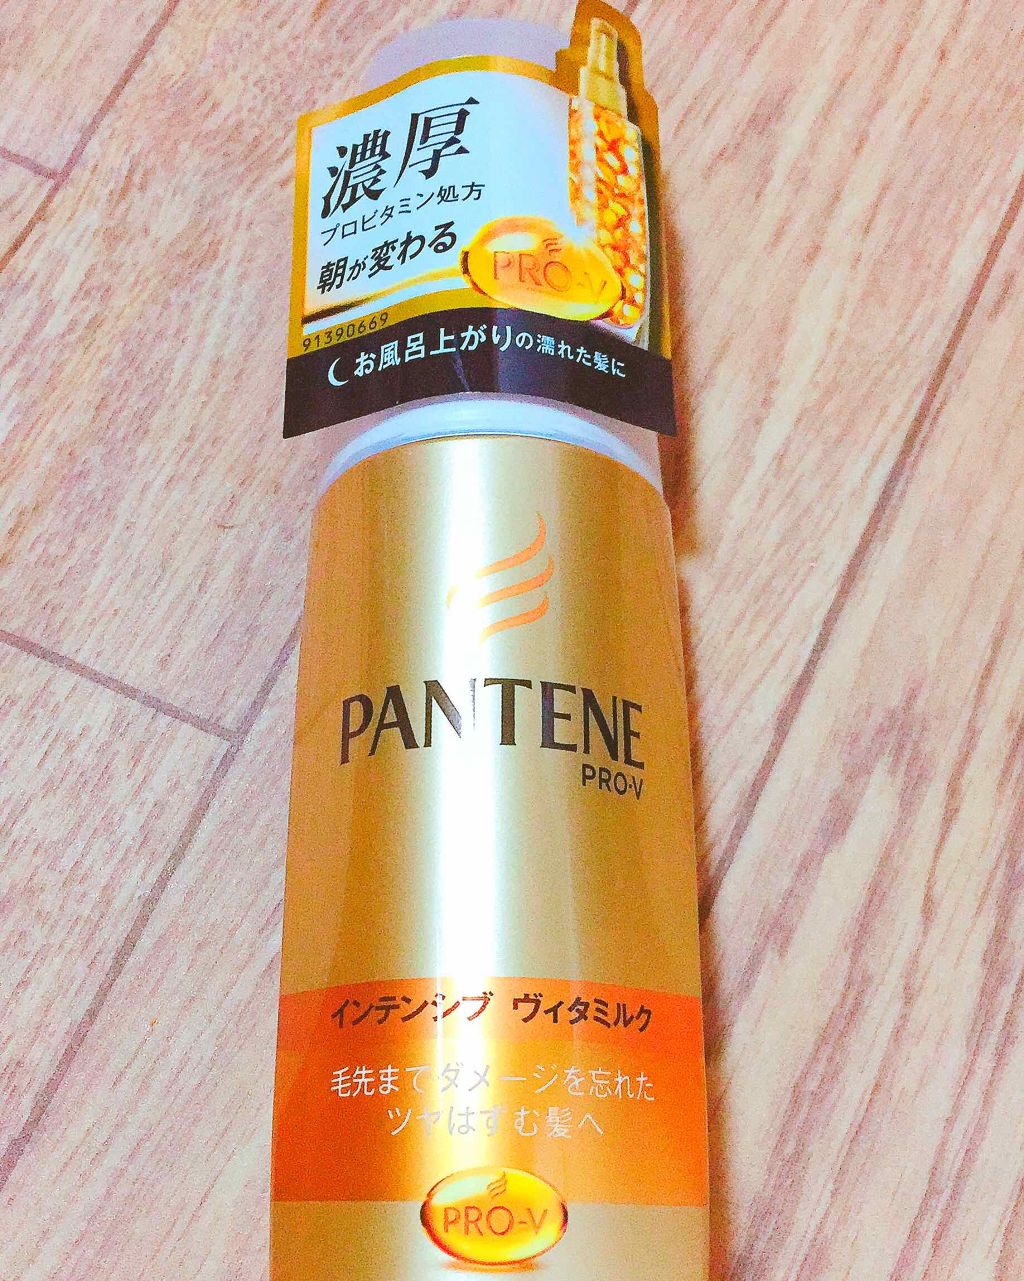 濃厚
プロビタミン処方
朝が変わる
PRO-V
91390669
お風呂上がりの濡れた髪に
PANTENE
PRO-V
インテンシブ ヴィタミルク
毛先までダメージを忘れた
ツヤはずむ髪へ
PRO-V